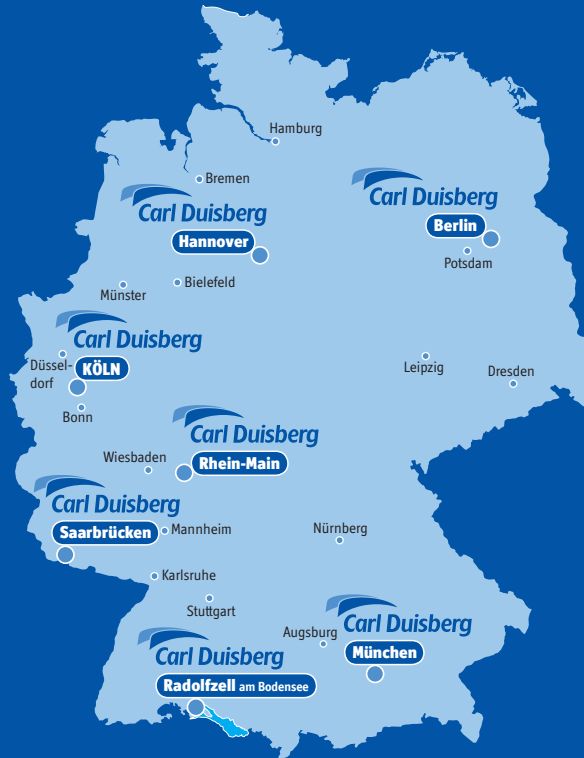 Hamburg
Bremen
Carl Duisberg
Hannover
Carl Duisberg
Berlin
Potsdam
Bielefeld
Münster
Carl Duisberg
Düssel-
dorf
KÖLN
Bonn
Leipzig
Dresden
Carl Duisberg
Rhein-Main
Wiesbaden
Carl Duisberg
Saarbrücken
Mannheim
Nürnberg
Karlsruhe
Stuttgart
Augsburg
Carl Duisberg
München
Carl Duisberg
Radolfzell am Bodensee